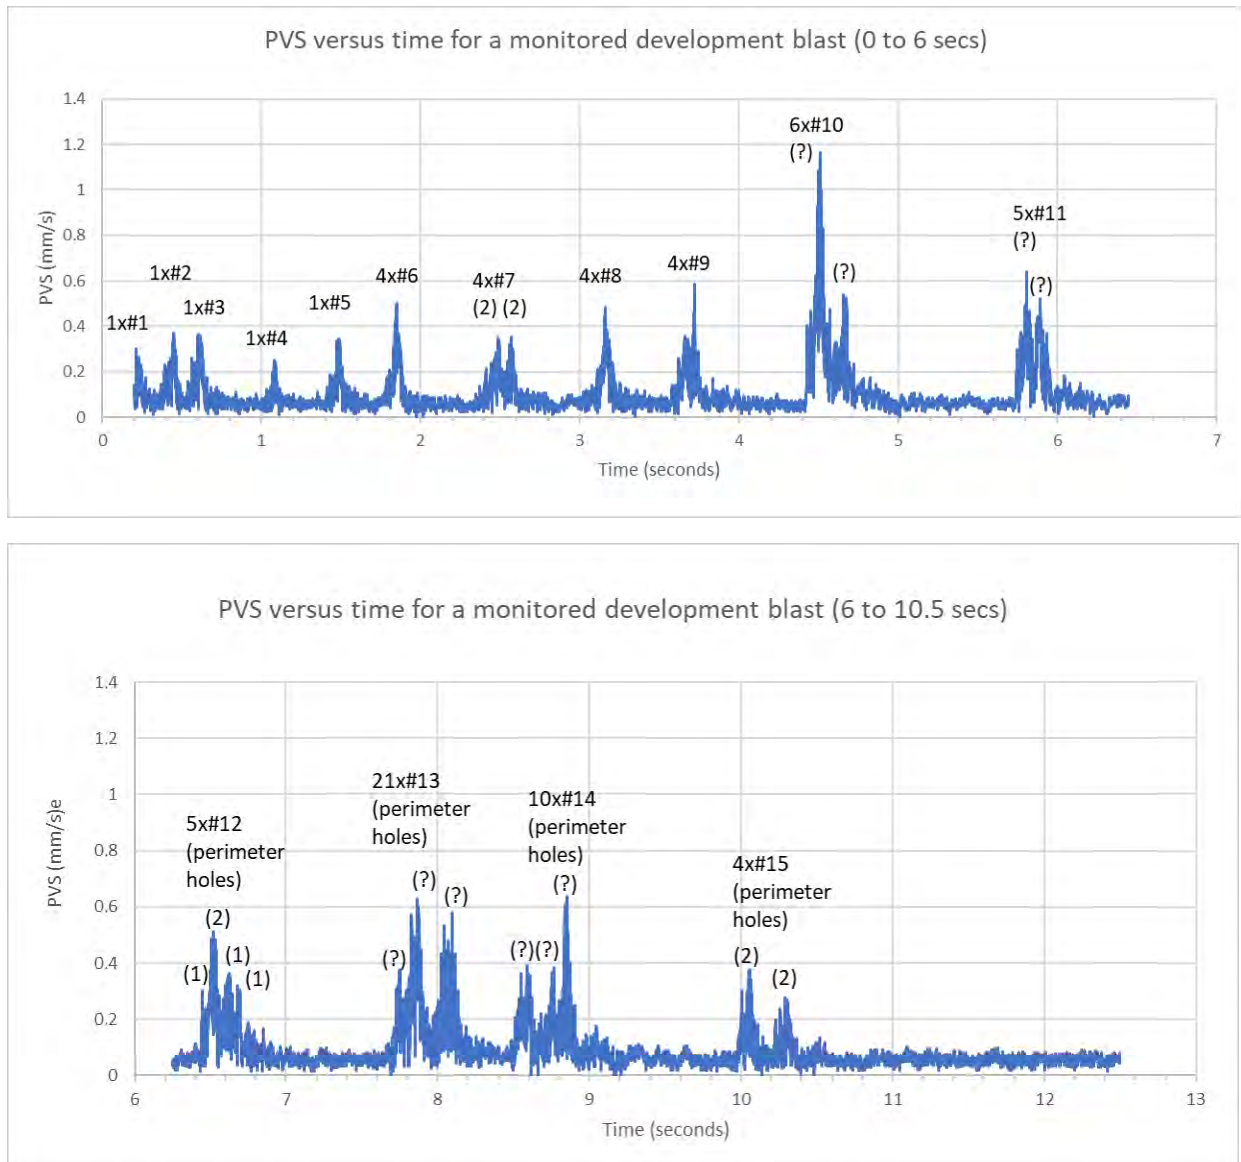 PVS versus time for a monitored development blast (0 to 6 secs)
1.4
1.2
1
0.8
0.6
0.4
0.2
0
PVS (mm/s)
1x#1
1x#2
1x#3
1x#4
1x#5
4x#6
4x#7
(2) (2)
4x#8
4x#9
6x#10
(?)
(?)
5x#11
(?)
(?)
0 1 2 3 4 5 6 7
Time (seconds)
PVS versus time for a monitored development blast (6 to 10.5 secs)
1.4
1.2
1
0.8
0.6
0.4
0.2
0
PVS (mm/s)e
5x#12
(perimeter
holes)
(1)
(2)
(1)
(1)
21x#13
(perimeter
holes)
(?)
(?)
(?)
10x#14
(perimeter
holes)
(?)
(?)(?)
4x#15
(perimeter
holes)
(2)
(2)
6 7 8 9 10 11 12 13
Time (seconds)